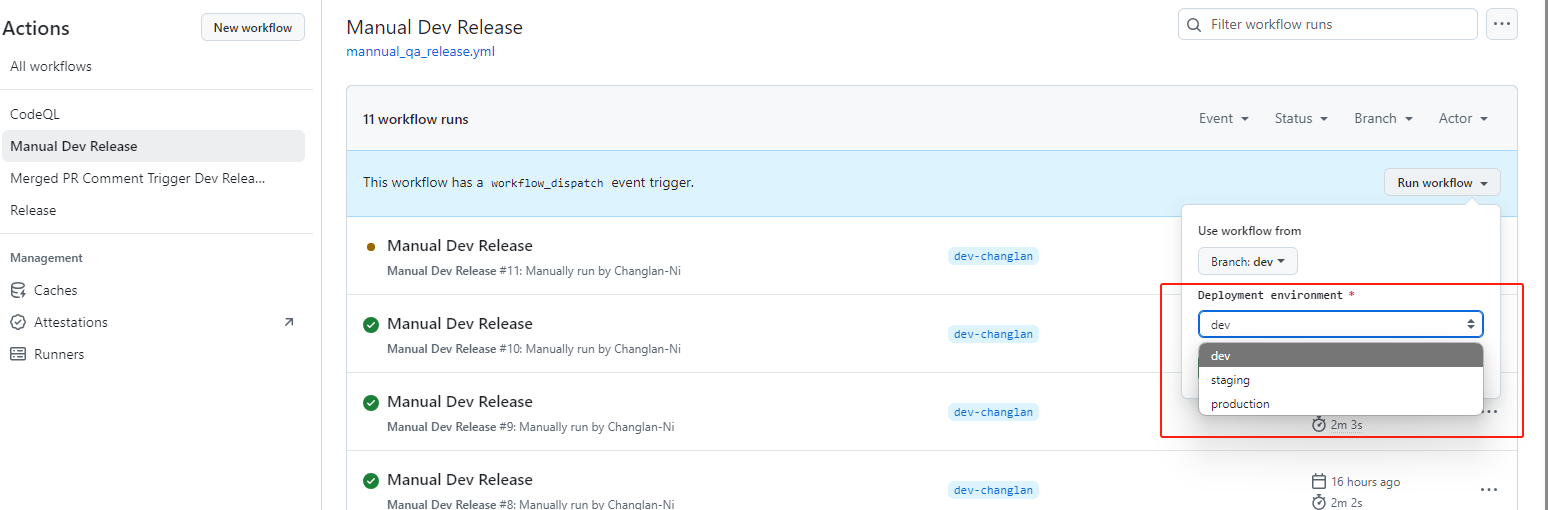 Actions
New workflow
All workflows
CodeQL
Manual Dev Release
Merged PR Comment Trigger Dev Relea...
Release
Management
Caches
Attestations
Runners
Manual Dev Release
mannual_qa_release.yml
Filter workflow runs
11 workflow runs
Event
Status
Branch
Actor
This workflow has a workflow_dispatch event trigger.
Run workflow
Use workflow from
Branch: dev
Deployment environment *
dev
dev
staging
production
Manual Dev Release
Manual Dev Release #11: Manually run by Changlan-Ni
dev-changlan
Manual Dev Release
Manual Dev Release #10: Manually run by Changlan-Ni
dev-changlan
Manual Dev Release
Manual Dev Release #9: Manually run by Changlan-Ni
dev-changlan
2m 3s
Manual Dev Release
Manual Dev Release #8: Manually run by Changlan-Ni
dev-changlan
16 hours ago
2m 2s